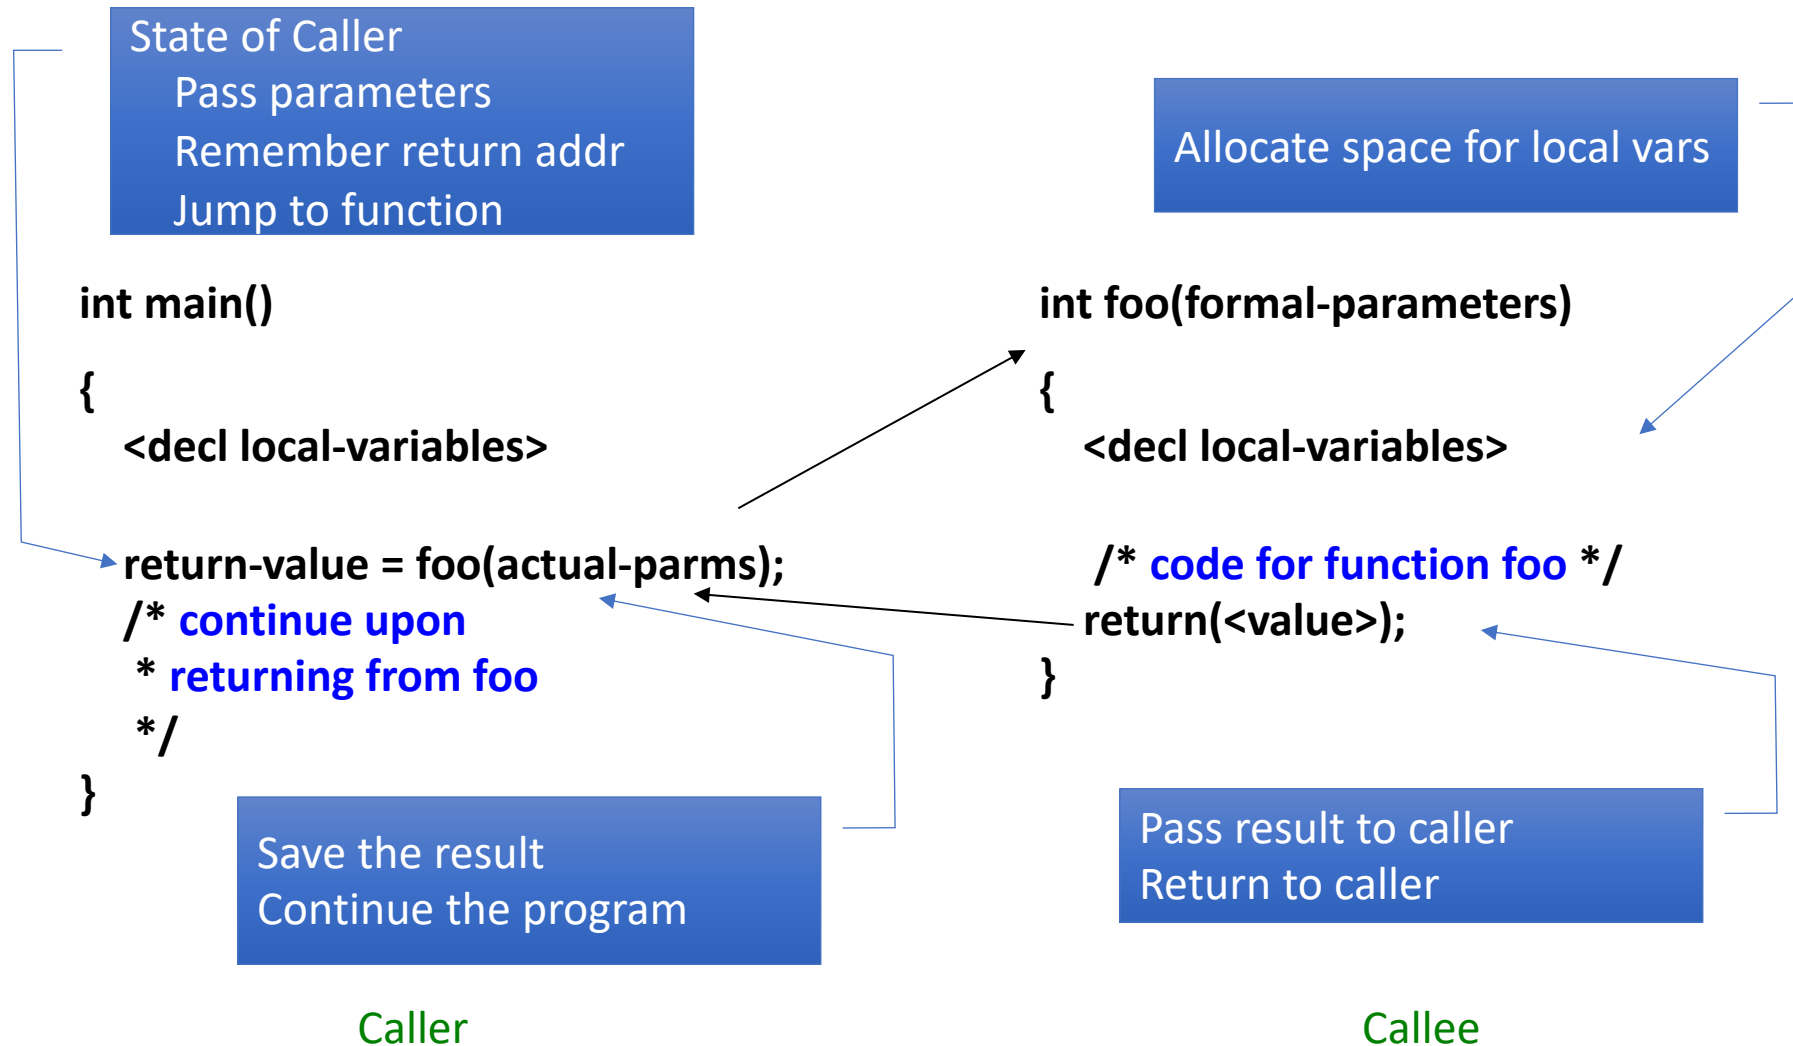 State of Caller
Pass parameters
Remember return addr
Jump to function
Allocate space for local vars
int main()
{
<decl local-variables>
return-value = foo(actual-parms);
/* continue upon
* returning from foo
*/
}
int foo(formal-parameters)
{
<decl local-variables>
/* code for function foo */
return(<value>);
}
Save the result
Continue the program
Pass result to caller
Return to caller
Caller
Callee